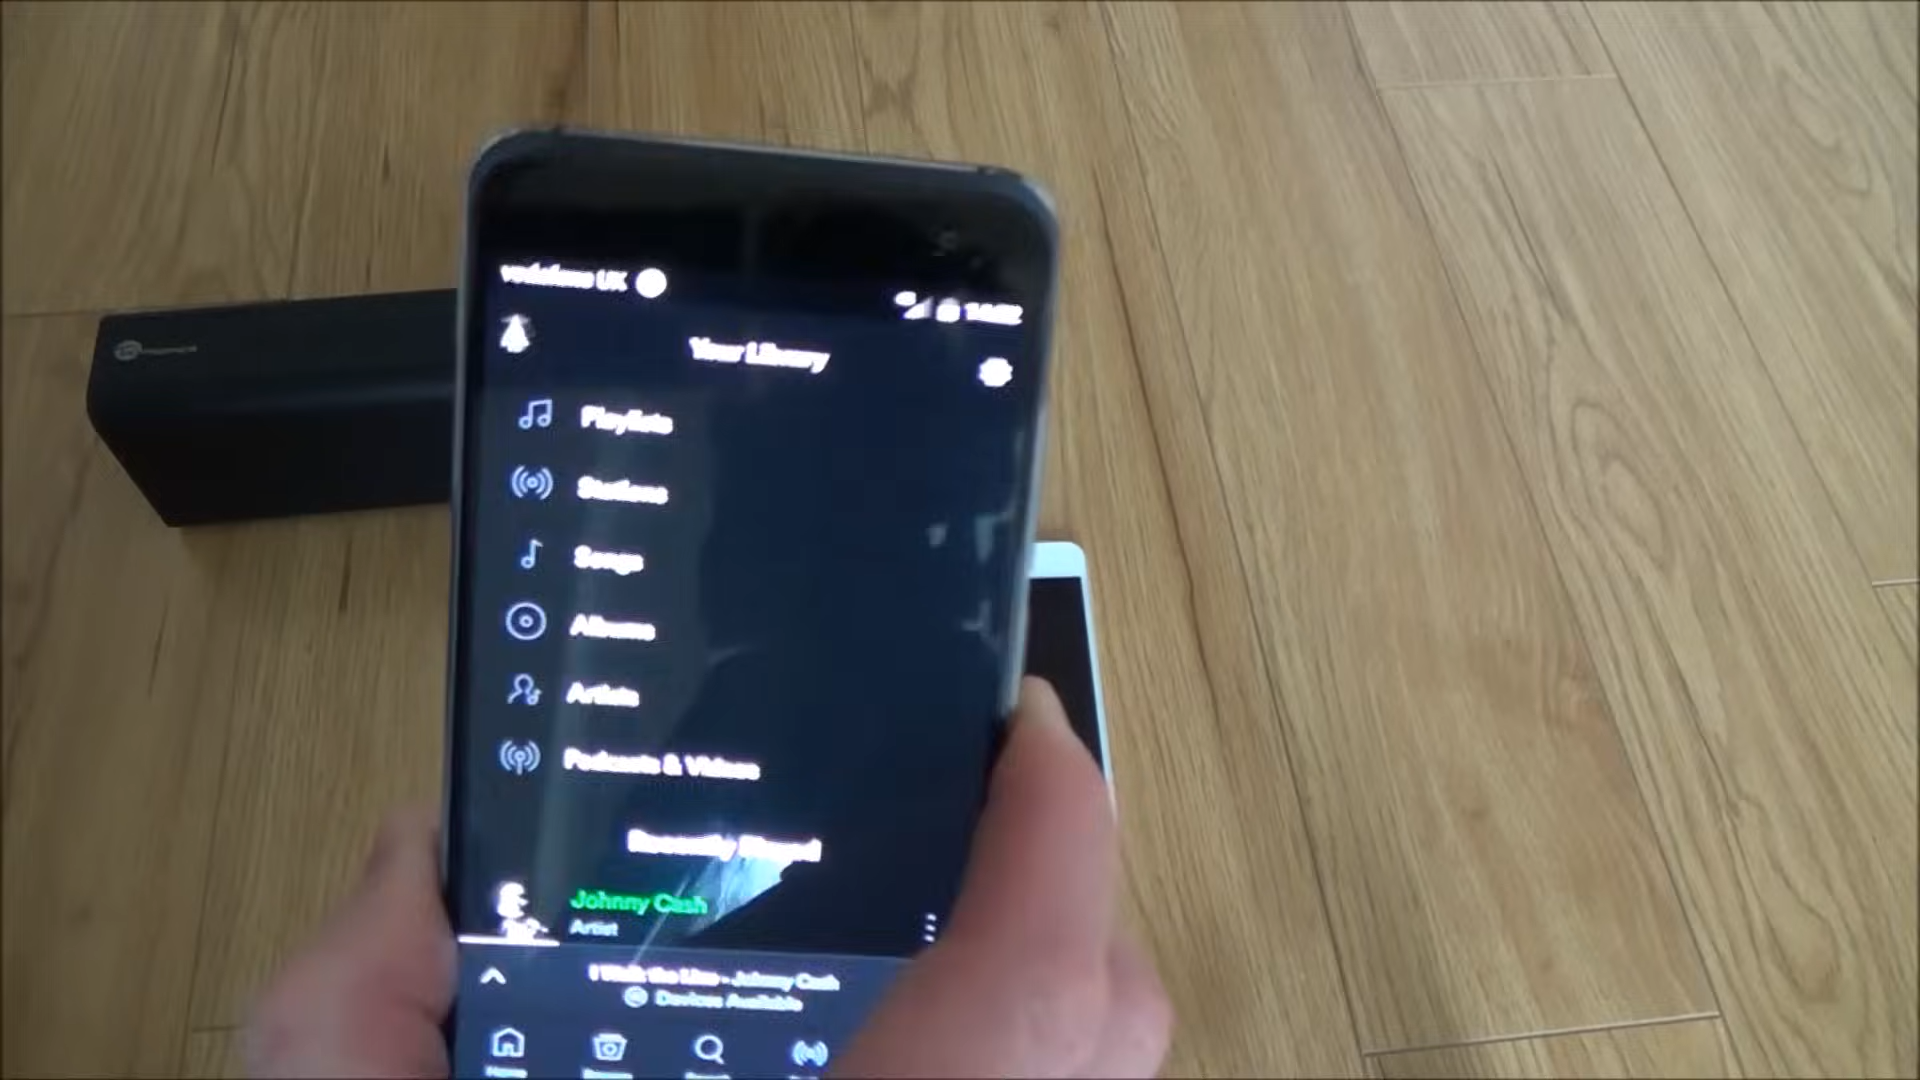 vodafone UK
Your Library
Playlists
Stations
Songs
Albums
Artists
Podcasts & Videos
Recently Played
Johnny Cash
Artist
I Walk the Line - Johnny Cash
Devices Available
Home